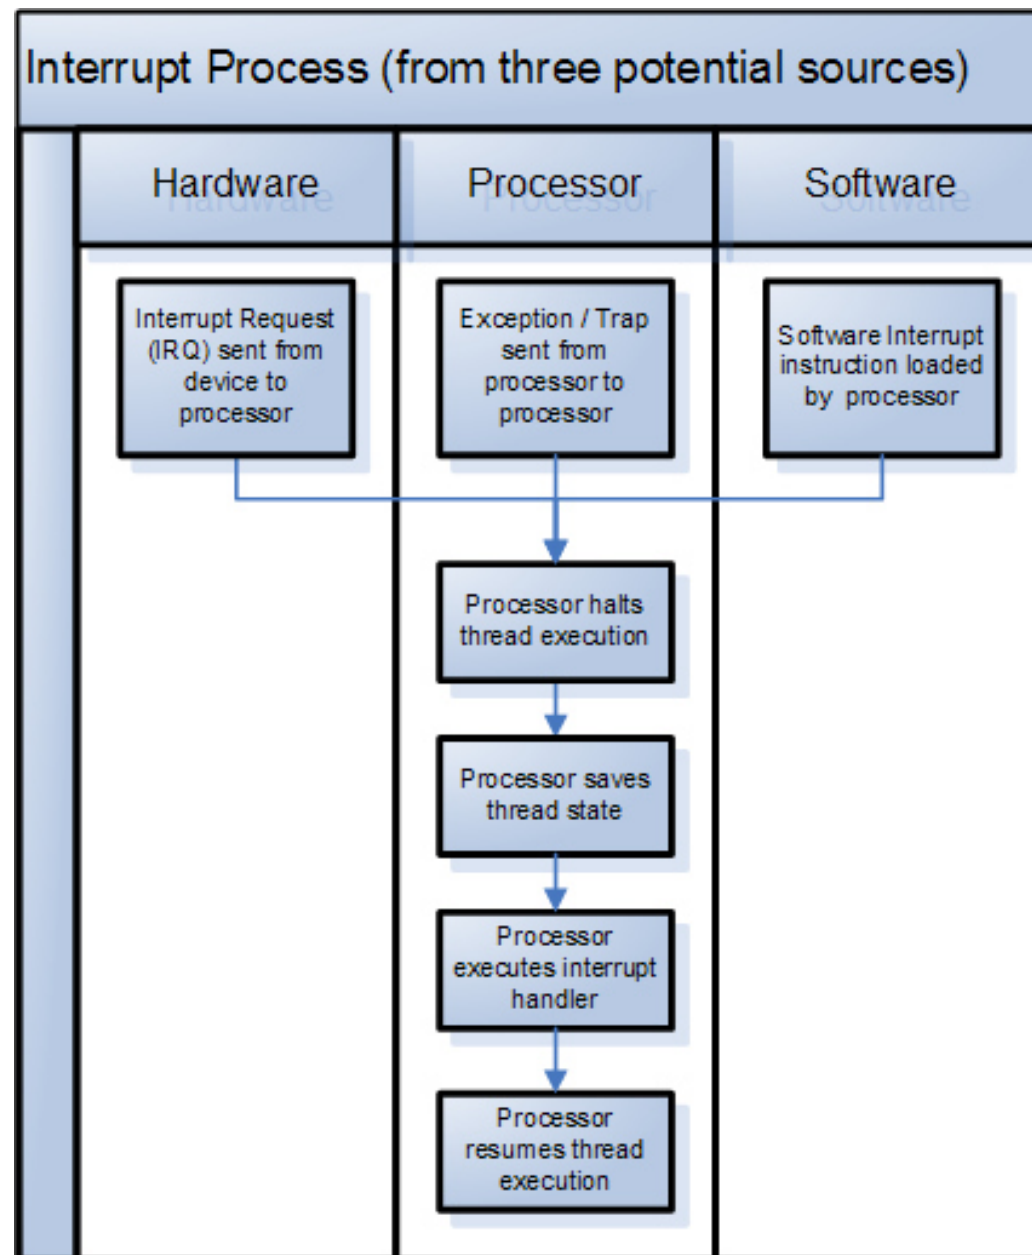 Interrupt Process (from three potential sources)
Hardware
Processor
Software
Interrupt Request
(IRQ) sent from
device to
processor
Exception / Trap
sent from
processor to
processor
Software Interrupt
instruction loaded
by processor
Processor halts
thread execution
Processor saves
thread state
Processor
executes interrupt
handler
Processor
resumes thread
execution